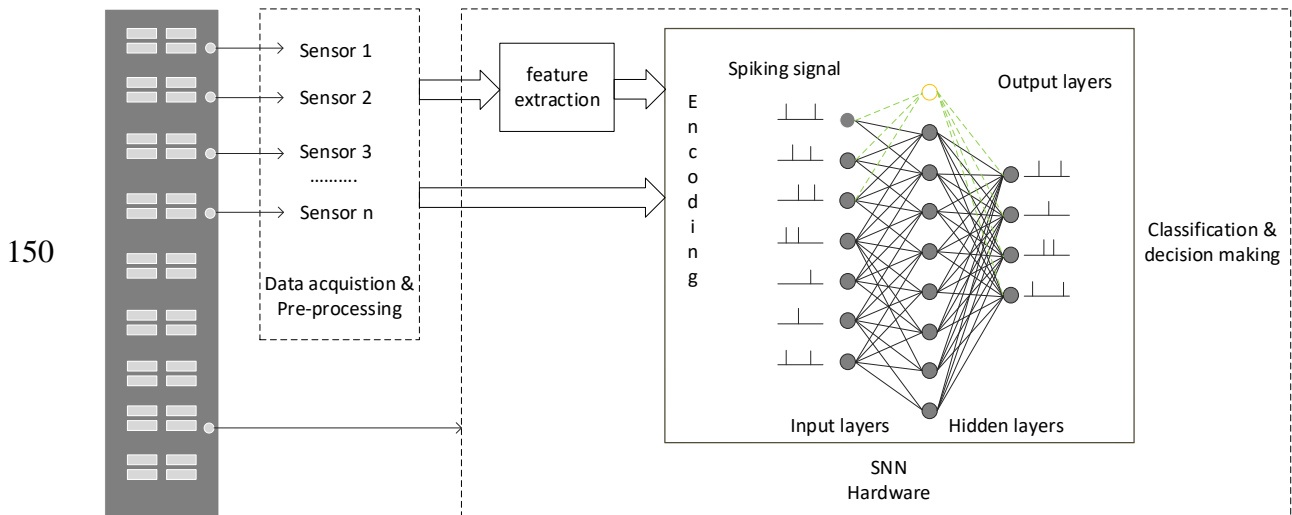 150
Sensor 1
Sensor 2
Sensor 3
..........
Sensor n
Data acquistion &
Pre-processing
feature
extraction
Encoding
Spiking signal
Output layers
Input layers
Hidden layers
SNN
Hardware
Classification &
decision making